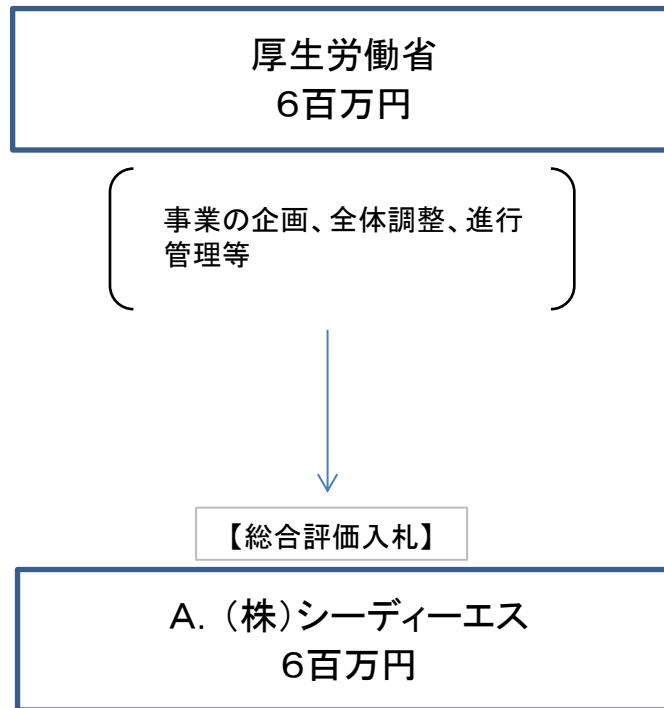 厚生労働省
6百万円
事業の企画、全体調整、進行
管理等
【総合評価入札】
A.（株）シーディーエス
6百万円